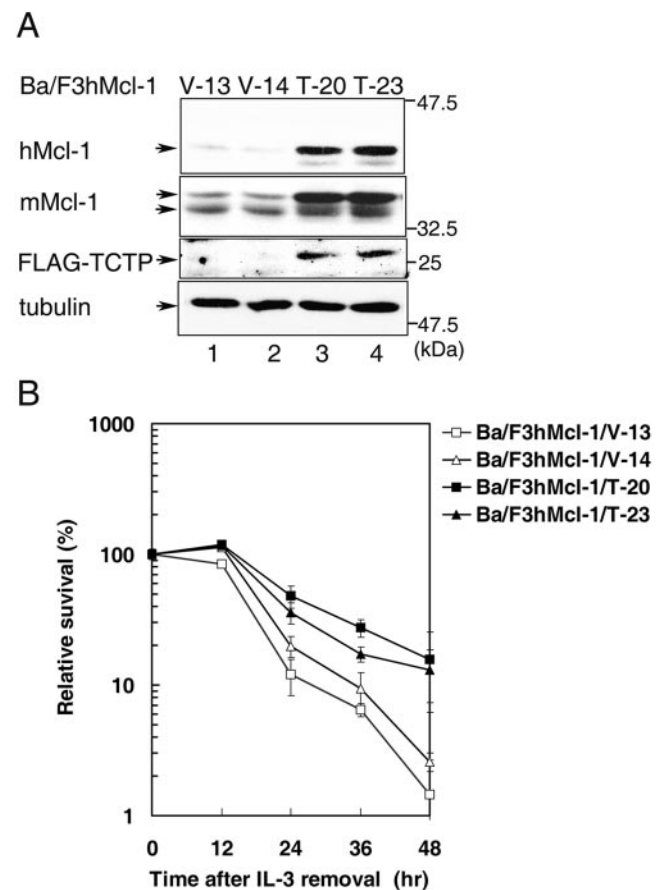 A
Ba/F3hMcl-1 V-13 V-14 T-20 T-23
47.5
hMcl-1
mMcl-1
32.5
FLAG-TCTP
25
tubulin
47.5
1 2 3 4 (kDa)
B
1000
100
10
1
Relative suvival (%)
0 12 24 36 48
Time after IL-3 removal (hr)
Ba/F3hMcl-1/V-13
Ba/F3hMcl-1/V-14
Ba/F3hMcl-1/T-20
Ba/F3hMcl-1/T-23